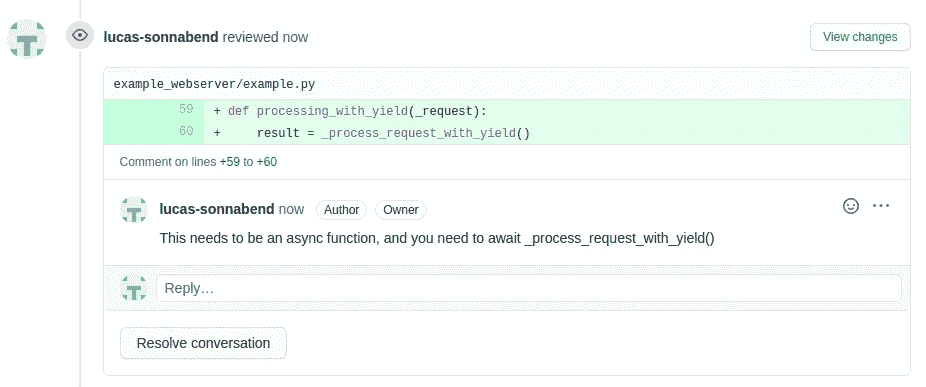 lucas-sonnabend reviewed now
View changes
example_webserver/example.py
59 + def processing_with_yield(_request):
60 + result = _process_request_with_yield()
Comment on lines +59 to +60
lucas-sonnabend now Author Owner
This needs to be an async function, and you need to await _process_request_with_yield()
Reply...
Resolve conversation